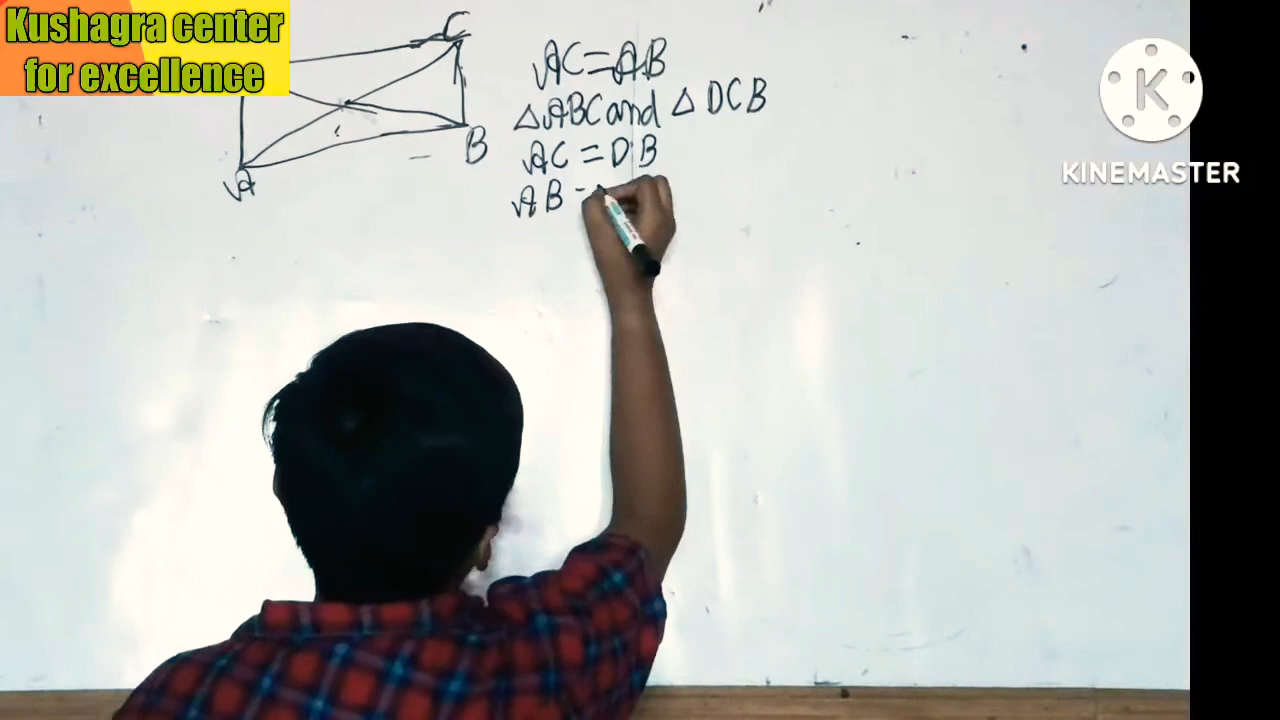 Kushagra center
for excellence
C
A
B
AC=AB
△ABC and △ DCB
AC = DB
AB =
K
KINEMASTER